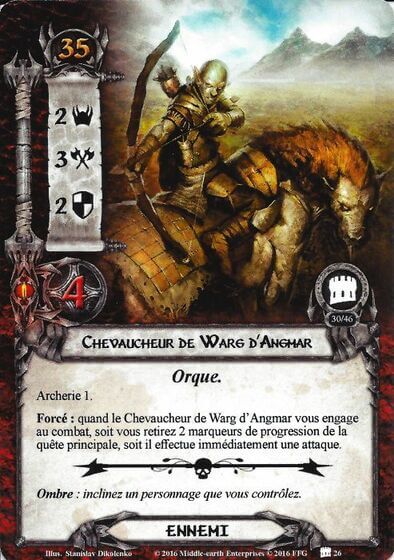 35
2
3
2
4
30/46
Chevaucheur de Warg d'Angmar
Orque.
Archerie 1.
Forcé : quand le Chevaucheur de Warg d'Angmar vous engage
au combat, soit vous retirez 2 marqueurs de progression de la
quête principale, soit il effectue immédiatement une attaque.
Ombre : inclinez un personnage que vous contrôlez.
ENNEMI
Illus. Stanislav Dikolenko
© 2016 Middle-earth Enterprises © 2016 FFG
26